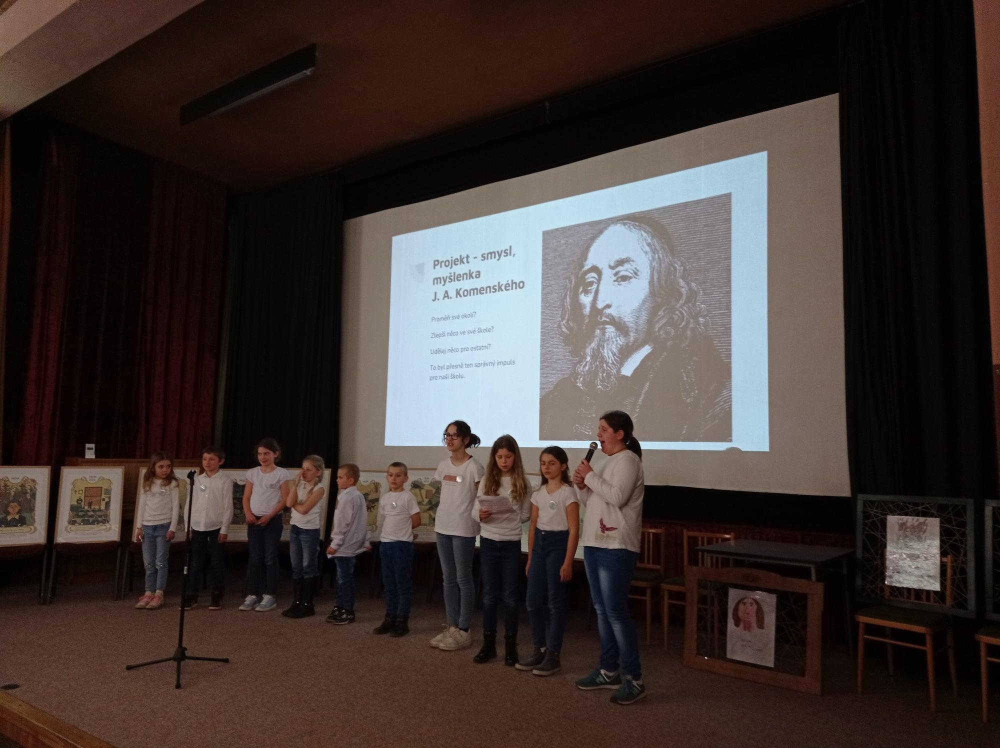 Projekt - smysl,
myšlenka
J. A. Komenského
Proměň své okolí?
Zlepši něco ve své škole?
Udělej něco pro ostatní?
To byl přesně ten správný impuls
pro naši školu.